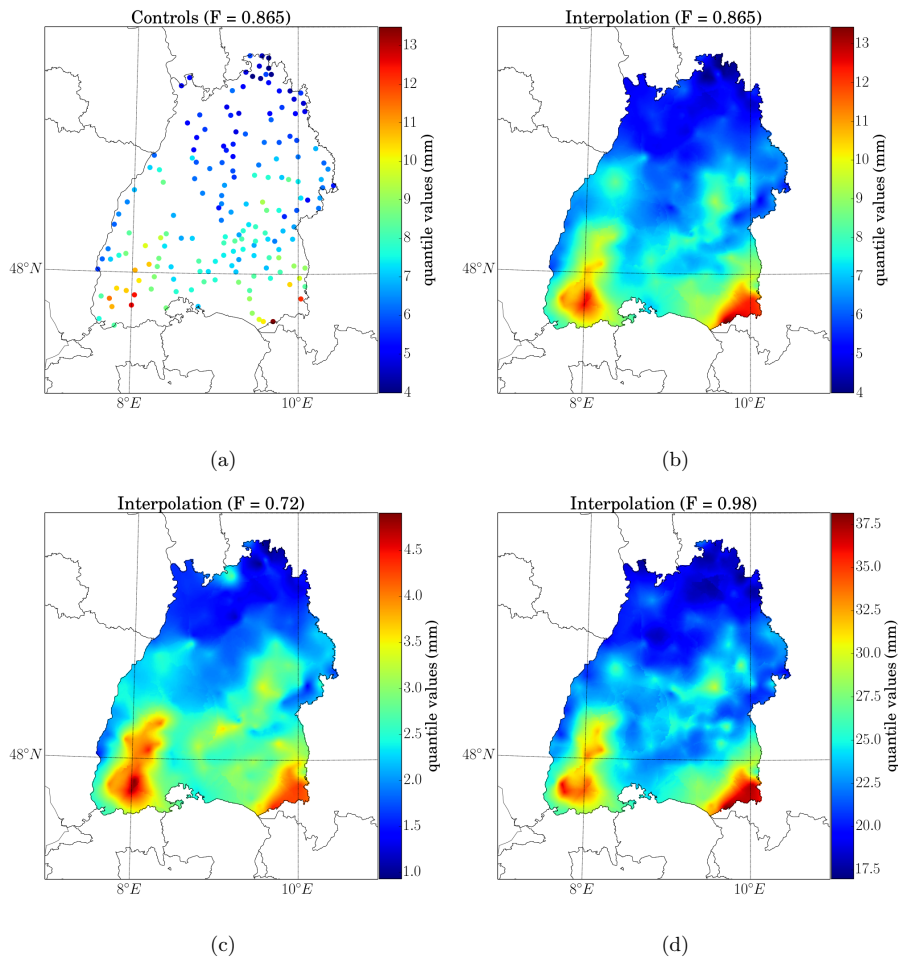 Controls (F = 0.865)
13
12
11
10
9
8
7
6
5
4
quantile values (mm)
48°N
8°E
10°E
(a)
Interpolation (F = 0.865)
13
12
11
10
9
8
7
6
5
4
quantile values (mm)
48°N
8°E
10°E
(b)
Interpolation (F = 0.72)
4.5
4.0
3.5
3.0
2.5
2.0
1.5
1.0
quantile values (mm)
48°N
8°E
10°E
(c)
Interpolation (F = 0.98)
37.5
35.0
32.5
30.0
27.5
25.0
22.5
20.0
17.5
quantile values (mm)
48°N
8°E
10°E
(d)